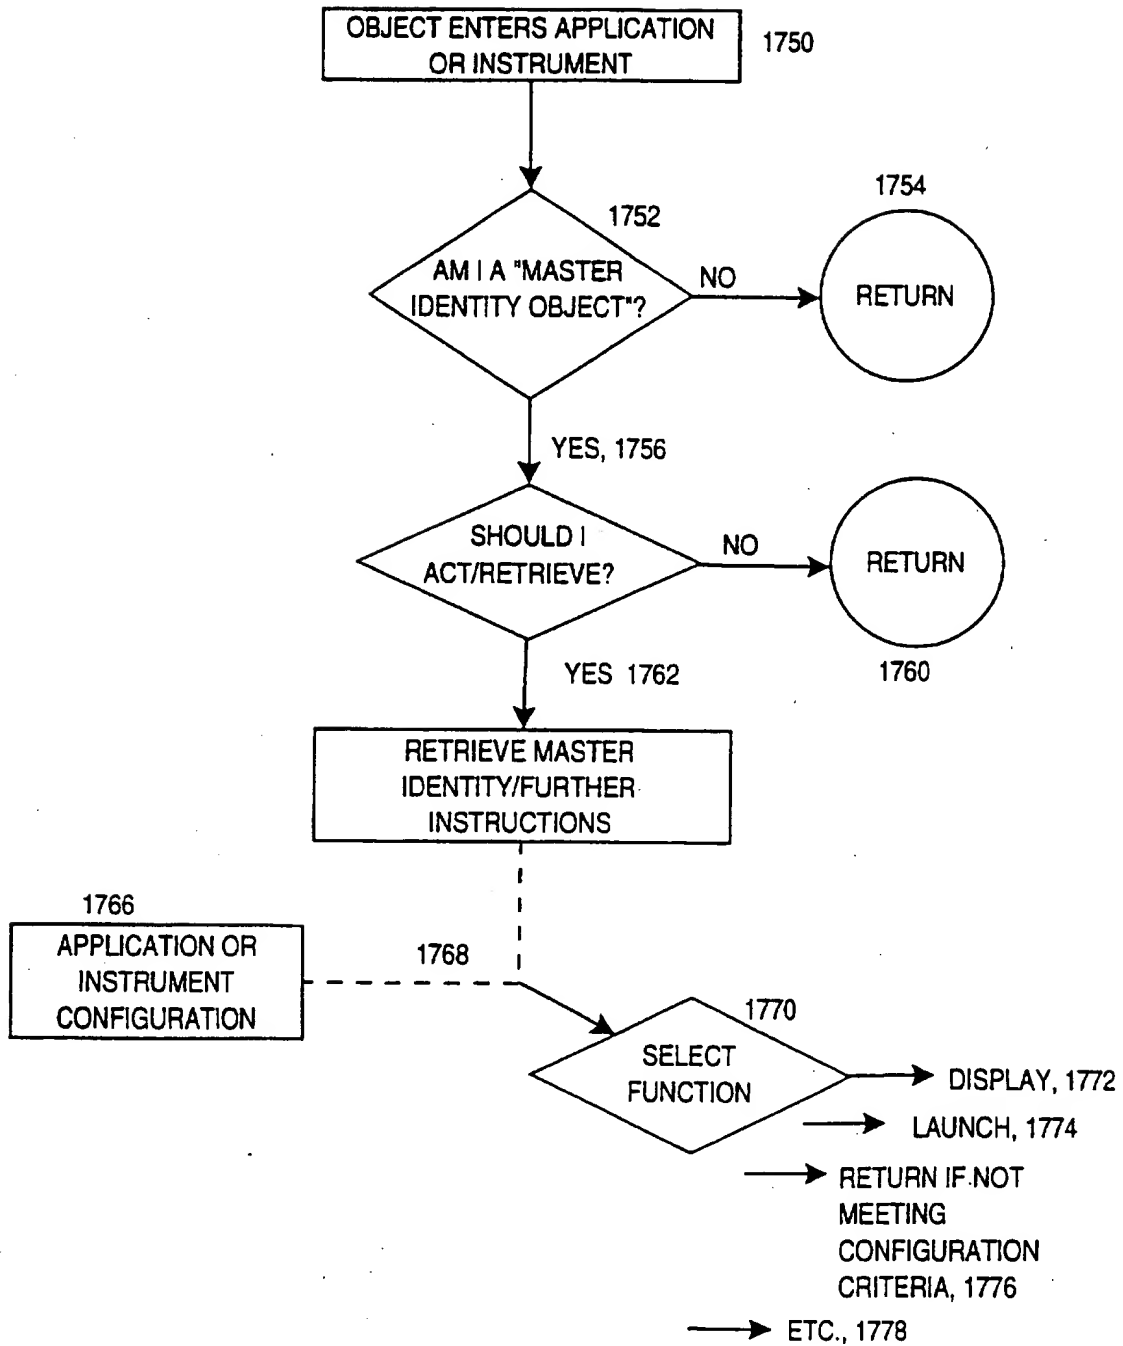 OBJECT ENTERS APPLICATION
OR INSTRUMENT
1750
1752
1754
AM I A "MASTER
IDENTITY OBJECT"?
NO
RETURN
YES, 1756
SHOULD I
ACT/RETRIEVE?
NO
RETURN
1760
YES 1762
RETRIEVE MASTER
IDENTITY/FURTHER
INSTRUCTIONS
1766
APPLICATION OR
INSTRUMENT
CONFIGURATION
1768
1770
SELECT
FUNCTION
DISPLAY, 1772
LAUNCH, 1774
RETURN IF NOT
MEETING
CONFIGURATION
CRITERIA, 1776
ETC., 1778